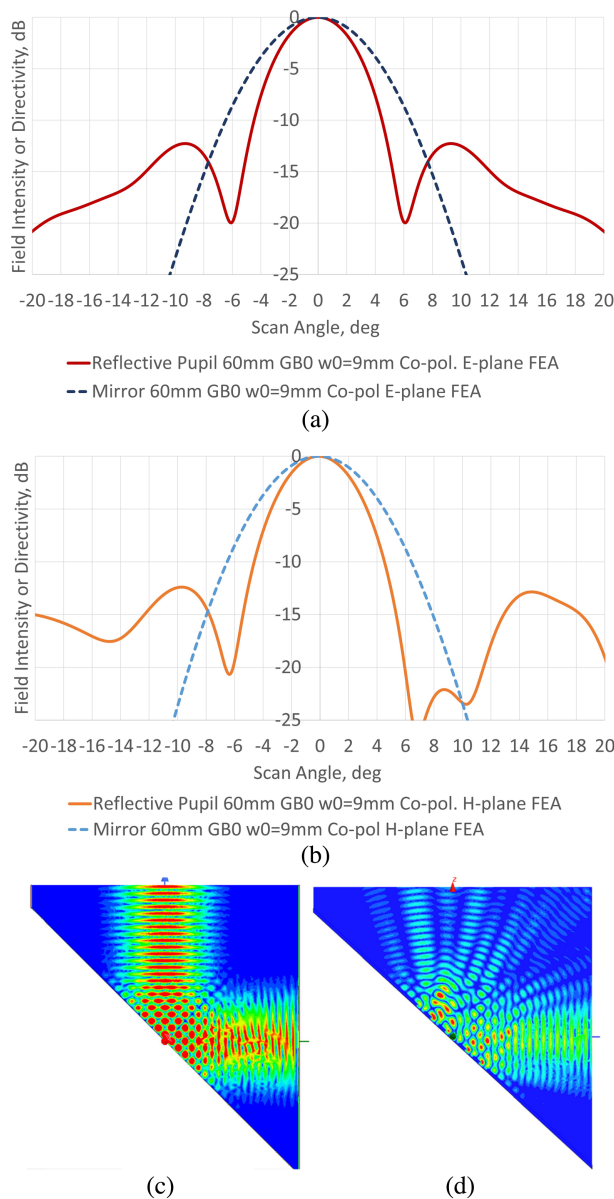 0
-5
-10
-15
-20
-25
Field Intensity or Directivity, dB
-20 -18 -16 -14 -12 -10 -8 -6 -4 -2 0 2 4 6 8 10 12 14 16 18 20
Scan Angle, deg
Reflective Pupil 60mm GB0 w0=9mm Co-pol. E-plane FEA
Mirror 60mm GB0 w0=9mm Co-pol E-plane FEA
(a)
0
-5
-10
-15
-20
-25
Field Intensity or Directivity, dB
-20 -18 -16 -14 -12 -10 -8 -6 -4 -2 0 2 4 6 8 10 12 14 16 18 20
Scan Angle, deg
Reflective Pupil 60mm GB0 w0=9mm Co-pol. H-plane FEA
Mirror 60mm GB0 w0=9mm Co-pol H-plane FEA
(b)
z
(c) (d)